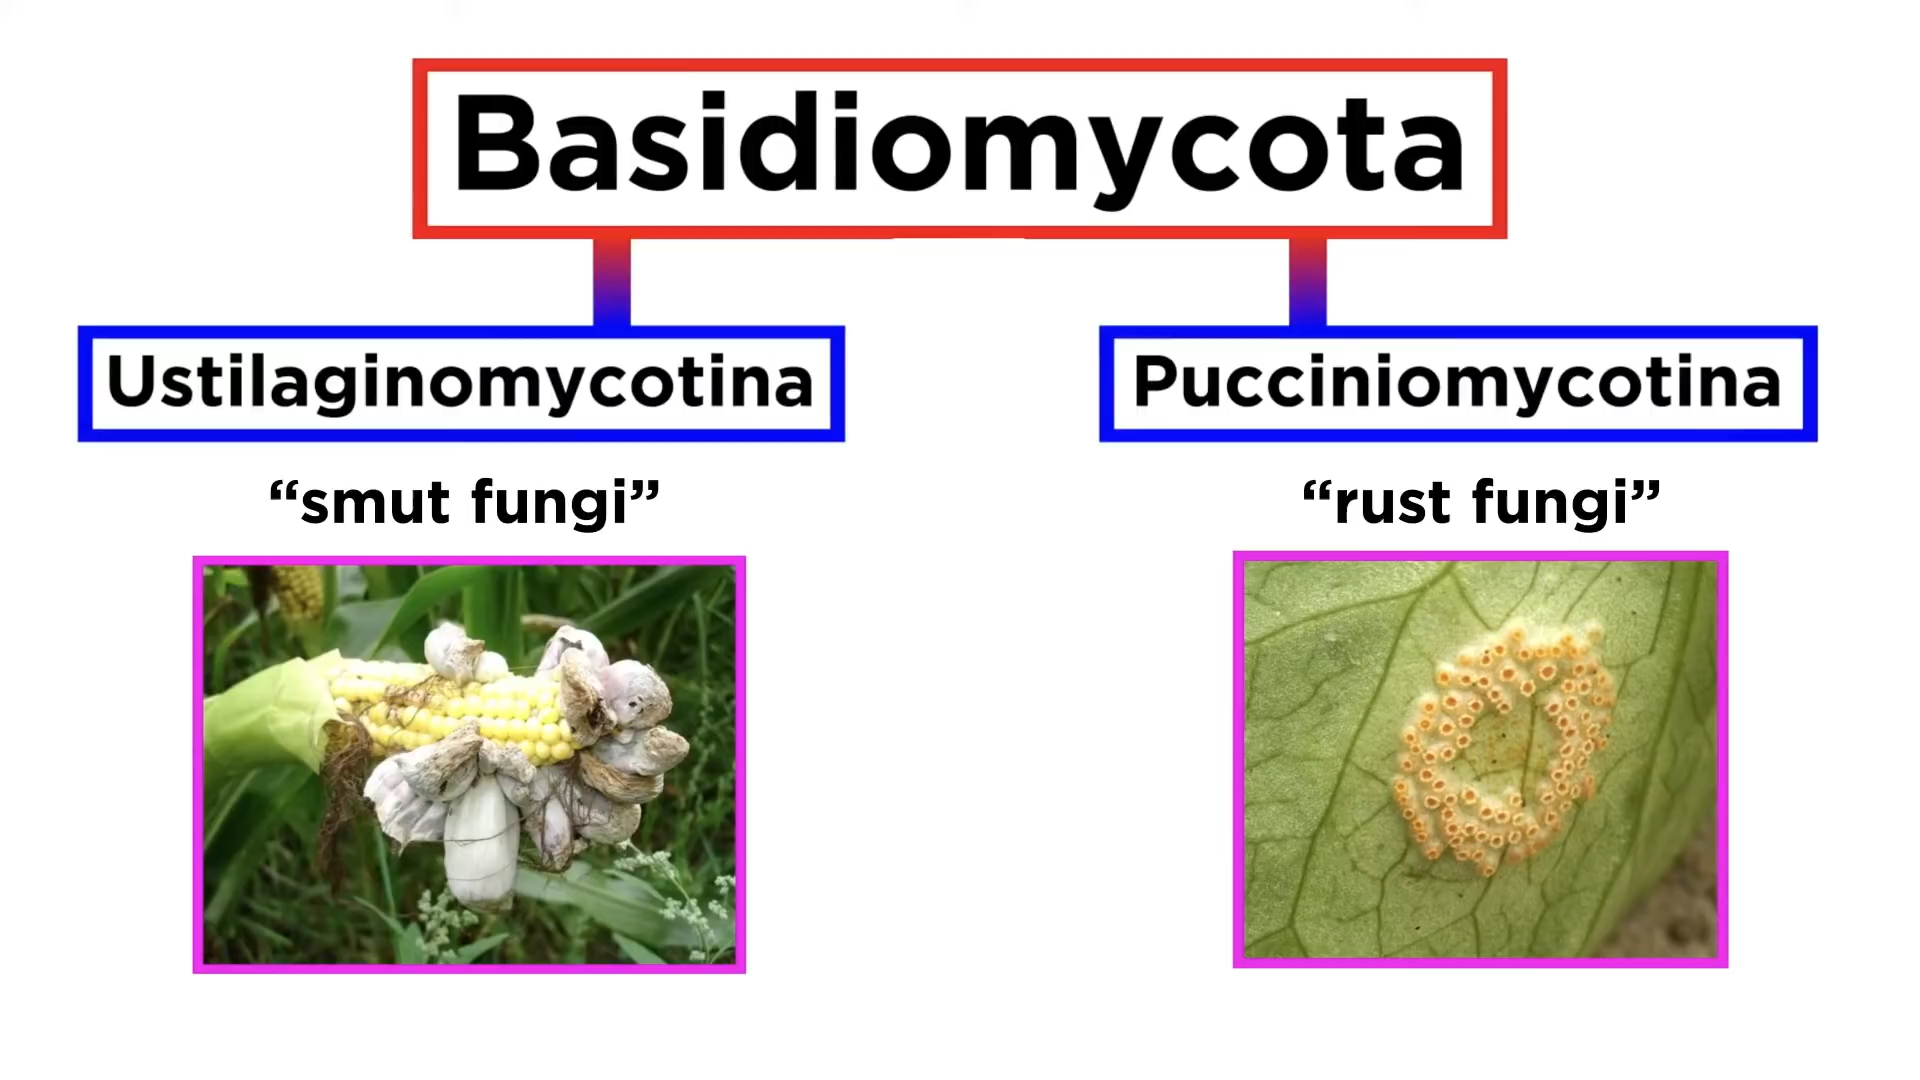 Basidiomycota
Ustilaginomycotina
Pucciniomycotina
“smut fungi”
“rust fungi”